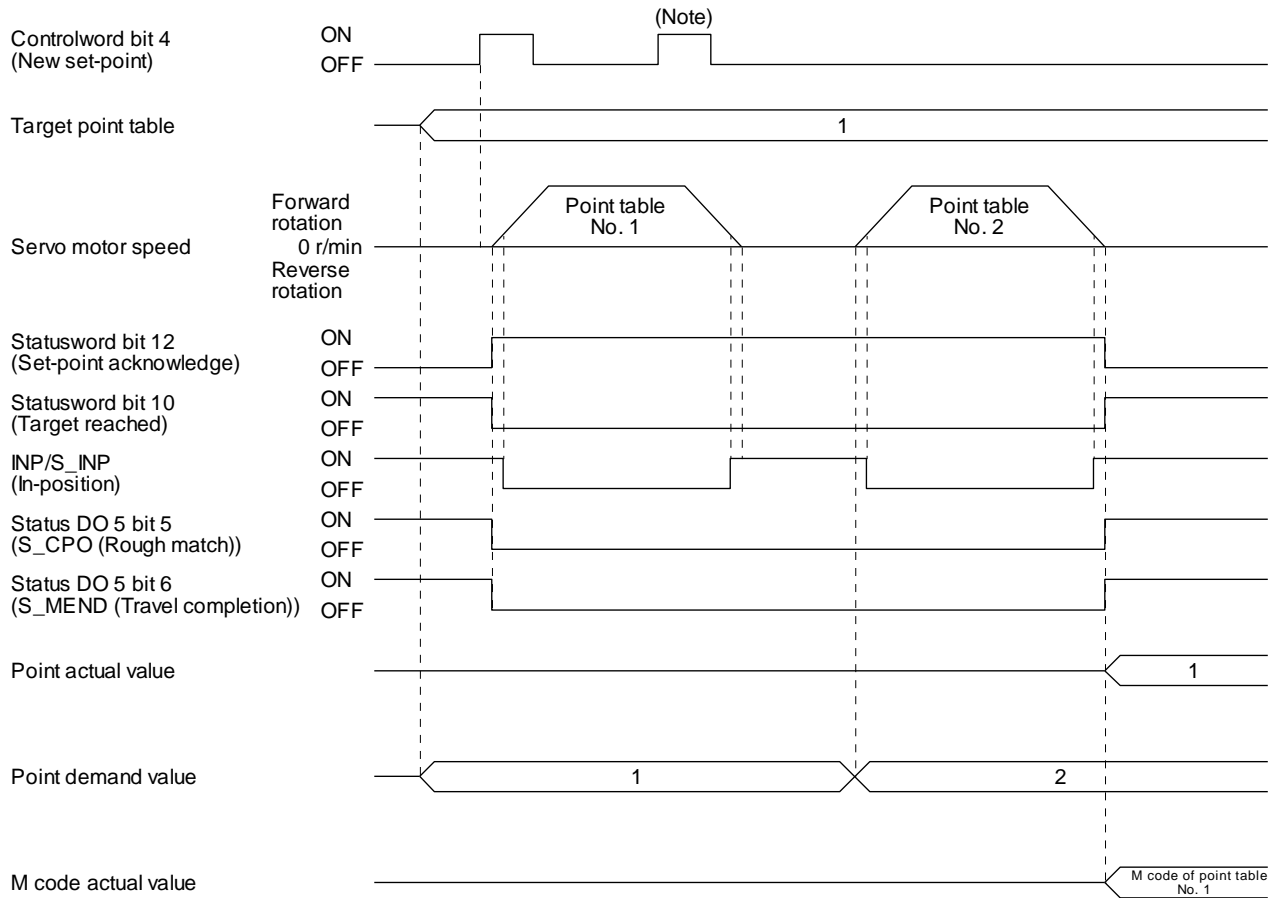 (Note)
Controlword bit 4
(New set-point)
ON
OFF
Target point table
1
Servo motor speed
Forward
rotation
0 r/min
Reverse
rotation
Point table
No. 1
Point table
No. 2
Statusword bit 12
(Set-point acknowledge)
ON
OFF
Statusword bit 10
(Target reached)
ON
OFF
INP/S_INP
(In-position)
ON
OFF
Status DO 5 bit 5
(S_CPO (Rough match))
ON
OFF
Status DO 5 bit 6
(S_MEND (Travel completion))
ON
OFF
Point actual value
1
Point demand value
1
2
M code actual value
M code of point table
No. 1